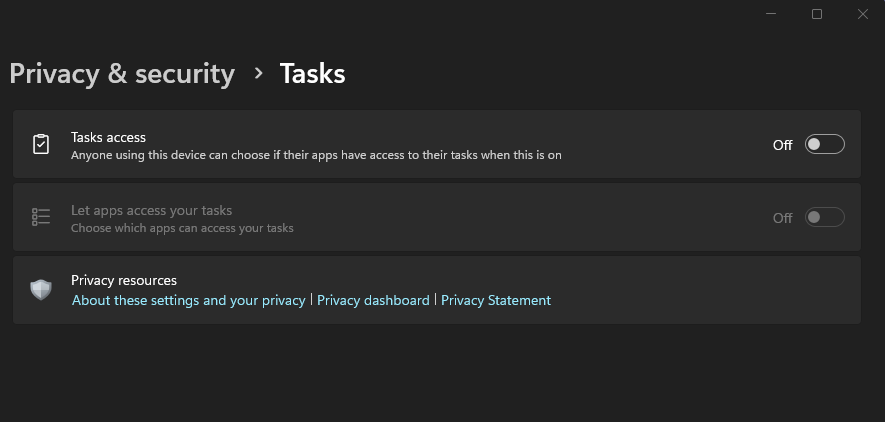 Privacy & security > Tasks
Tasks access
Off
Anyone using this device can choose if their apps have access to their tasks when this is on
Let apps access your tasks
Off
Choose which apps can access your tasks
Privacy resources
About these settings and your privacy | Privacy dashboard | Privacy Statement